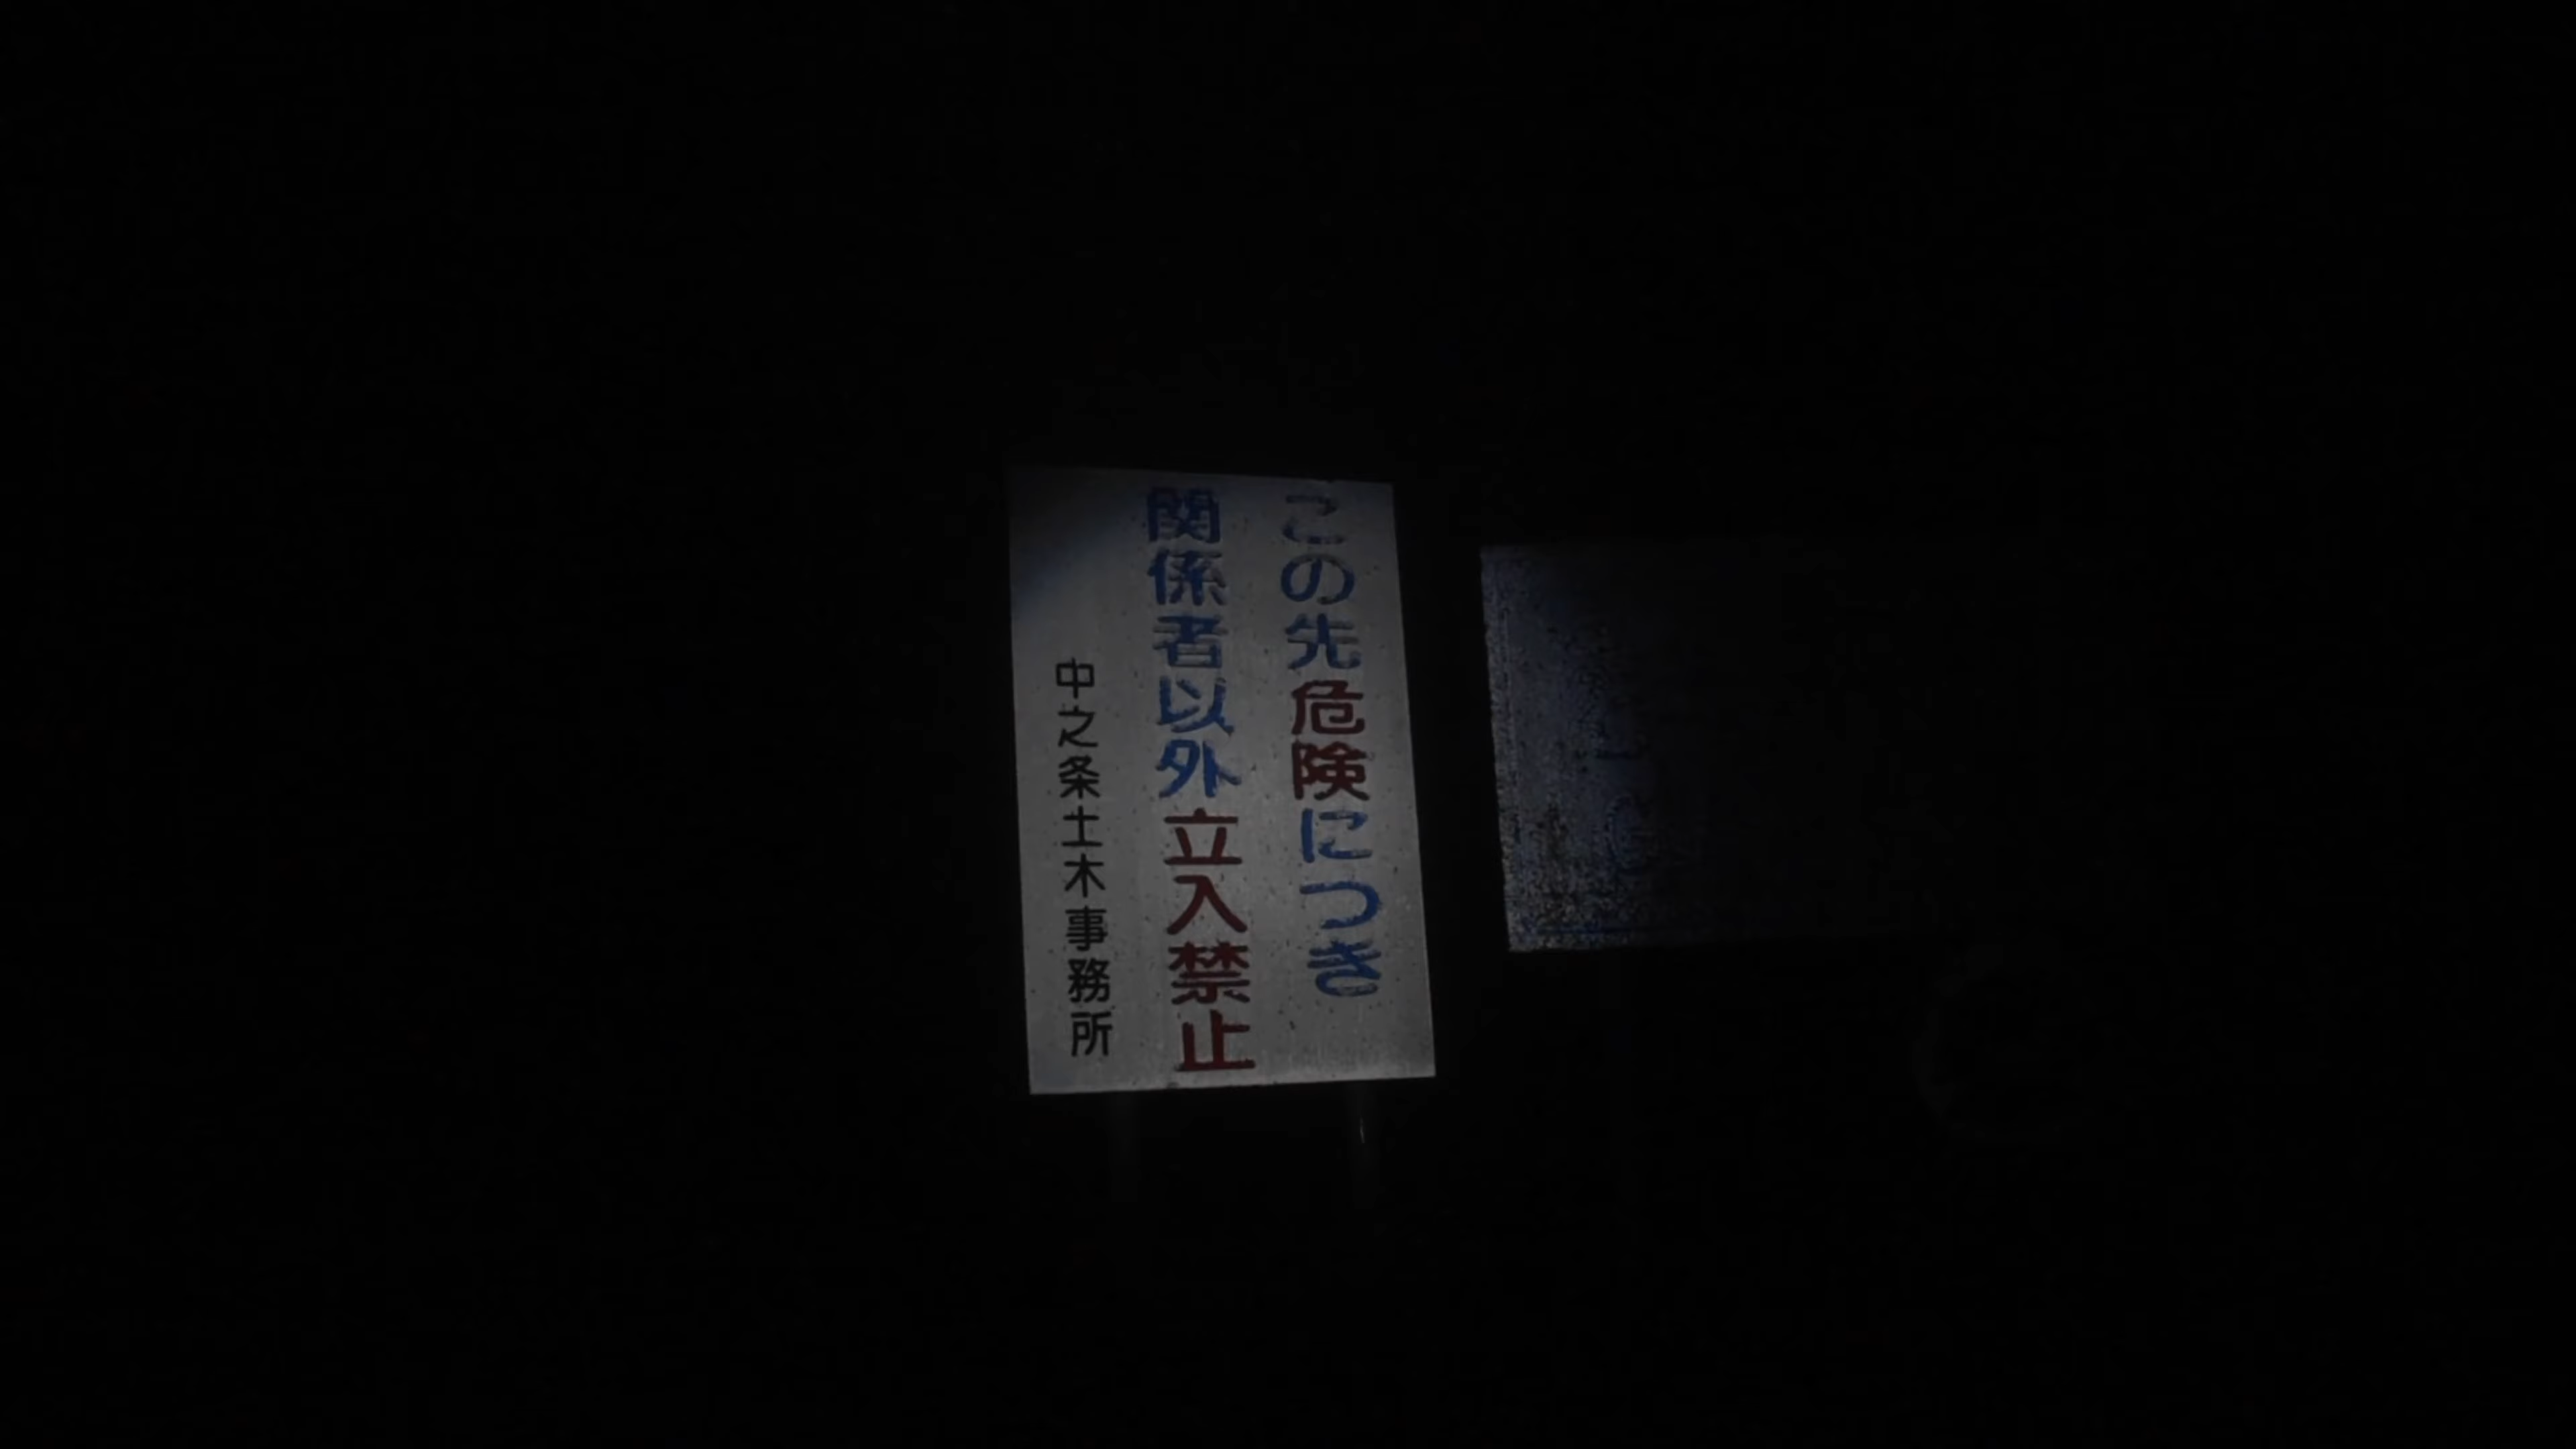 この先危険につき
関係者以外立入禁止
中之条土木事務所